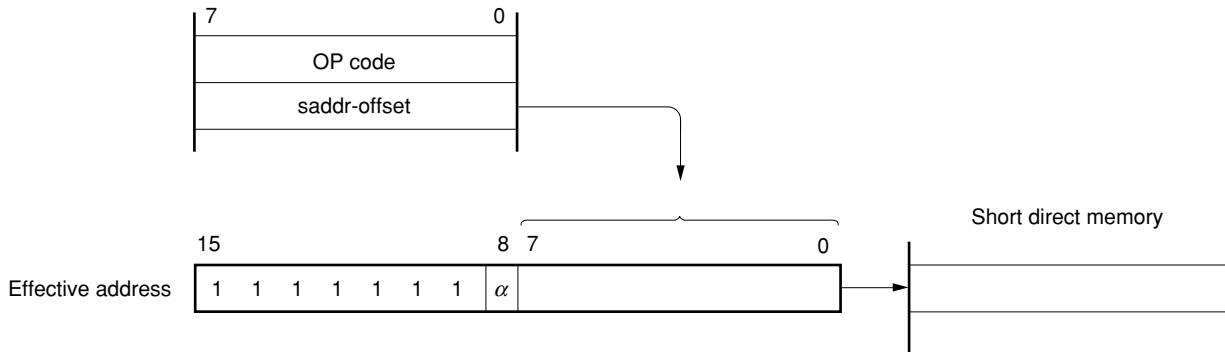 7 0
OP code
saddr-offset
Short direct memory
15 8 7 0
Effective address 1 1 1 1 1 1 1 α